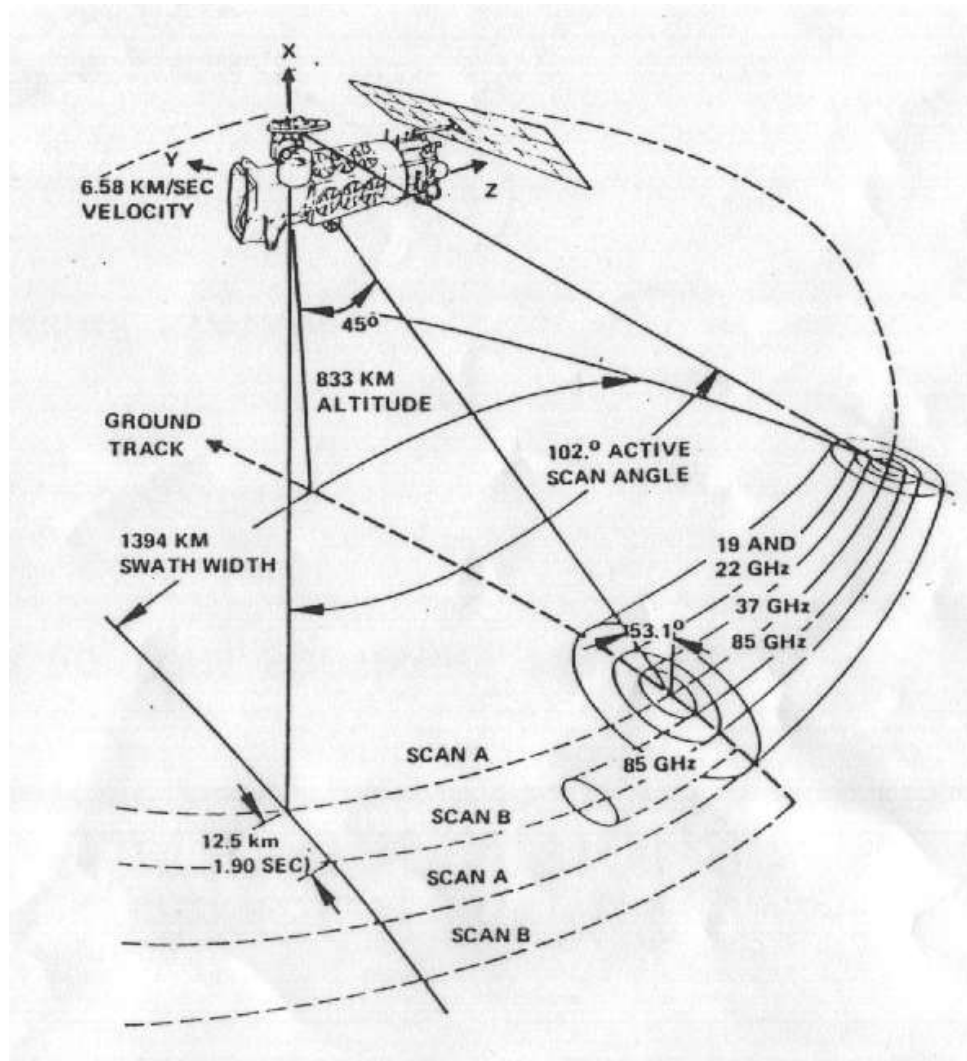 X
Y
6.58 KM/SEC
VELOCITY
Z
45°
833 KM
ALTITUDE
GROUND
TRACK
102.° ACTIVE
SCAN ANGLE
1394 KM
SWATH WIDTH
19 AND
22 GHz
37 GHz
53.1°
85 GHz
SCAN A
85 GHz
SCAN B
12.5 km
1.90 SEC)
SCAN A
SCAN B